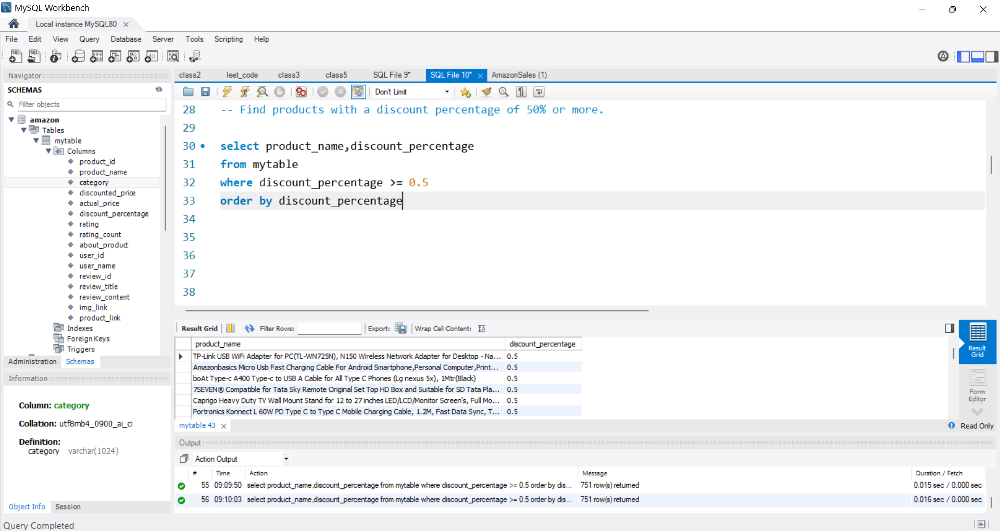 MySQL Workbench
Local instance MySQL80
File Edit View Query Database Server Tools Scripting Help
Navigator
SCHEMAS
Filter objects
amazon
Tables
mytable
Columns
product_id
product_name
category
discounted_price
actual_price
discount_percentage
rating
rating_count
about_product
user_id
user_name
review_id
review_title
review_content
img_link
product_link
Indexes
Foreign Keys
Triggers
Administration Schemas
Information
Column: category
Collation: utf8mb4_0900_ai_ci
Definition:
category varchar(1024)
Object Info Session
class2 leet_code class3 class5 SQL File 9* SQL File 10* AmazonSales (1)
Don't Limit
28 -- Find products with a discount percentage of 50% or more.
29
30 select product_name,discount_percentage
31 from mytable
32 where discount_percentage >= 0.5
33 order by discount_percentage
34
35
36
37
38
Result Grid Filter Rows: Export: Wrap Cell Content:
product_name discount_percentage
TP-Link USB WiFi Adapter for PC(TL-WN725N), N150 Wireless Network Adapter for Desktop - Na... 0.5
Amazonbasics Micro Usb Fast Charging Cable For Android Smartphone,Personal Computer,Print... 0.5
boAt Type-c A400 Type-c to USB A Cable for All Type C Phones (Lg nexus 5x), 1Mtr(Black) 0.5
7SEVEN® Compatible for Tata Sky Remote Original Set Top HD Box and Suitable for SD Tata Pla... 0.5
Caprigo Heavy Duty TV Wall Mount Stand for 12 to 27 inches LED/LCD/Monitor Screen's, Full Mo... 0.5
Portronics Konnect L 60W PD Type C to Type C Mobile Charging Cable, 1.2M, Fast Data Sync, T... 0.5
Result
Grid
Form
Editor
mytable 43
Read Only
Output
Action Output
# Time Action Message Duration / Fetch
55 09:09:50 select product_name,discount_percentage from mytable where discount_percentage >= 0.5 order by dis... 751 row(s) returned 0.015 sec / 0.000 sec
56 09:10:03 select product_name,discount_percentage from mytable where discount_percentage >= 0.5 order by dis... 751 row(s) returned 0.016 sec / 0.000 sec
Query Completed